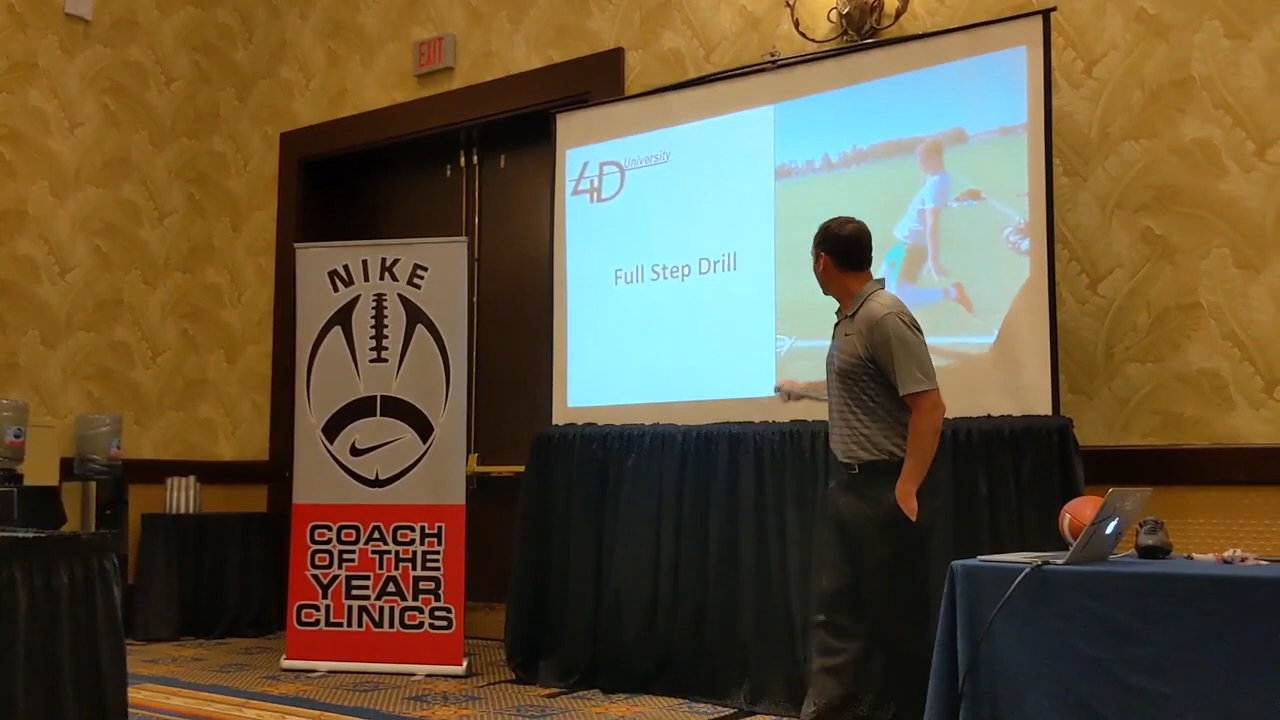 EXIT
4D University
Full Step Drill
NIKE
COACH
OF THE
YEAR
CLINICS